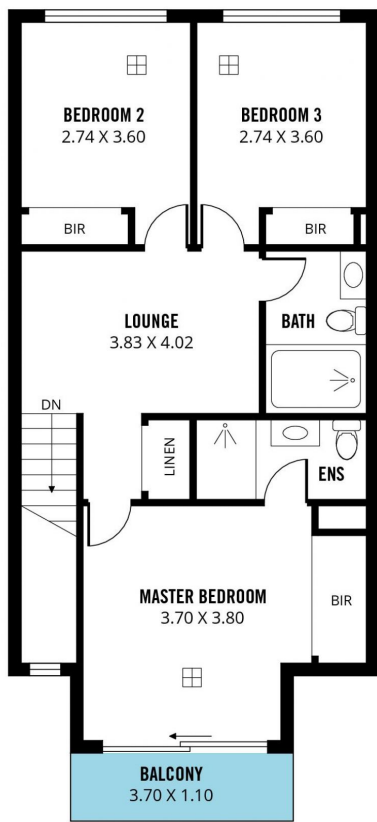 BEDROOM 2
2.74 X 3.60
BEDROOM 3
2.74 X 3.60
BIR
BIR
LOUNGE
3.83 X 4.02
BATH
DN
LINEN
ENS
MASTER BEDROOM
3.70 X 3.80
BIR
BALCONY
3.70 X 1.10